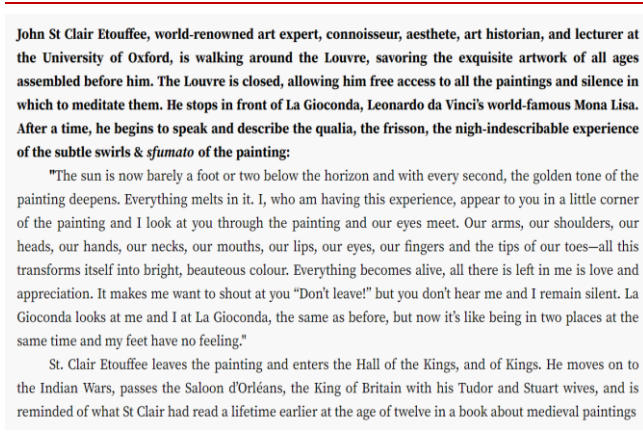 John St Clair Etouffee, world-renowned art expert, connoisseur, aesthete, art historian, and lecturer at
the University of Oxford, is walking around the Louvre, savoring the exquisite artwork of all ages
assembled before him. The Louvre is closed, allowing him free access to all the paintings and silence in
which to meditate them. He stops in front of La Gioconda, Leonardo da Vinci’s world-famous Mona Lisa.
After a time, he begins to speak and describe the qualia, the frisson, the nigh-indescribable experience
of the subtle swirls & sfumato of the painting:
"The sun is now barely a foot or two below the horizon and with every second, the golden tone of the
painting deepens. Everything melts in it. I, who am having this experience, appear to you in a little corner
of the painting and I look at you through the painting and our eyes meet. Our arms, our shoulders, our
heads, our hands, our necks, our mouths, our lips, our eyes, our fingers and the tips of our toes—all this
transforms itself into bright, beauteous colour. Everything becomes alive, all there is left in me is love and
appreciation. It makes me want to shout at you “Don’t leave!” but you don’t hear me and I remain silent. La
Gioconda looks at me and I at La Gioconda, the same as before, but now it’s like being in two places at the
same time and my feet have no feeling."
St. Clair Etouffee leaves the painting and enters the Hall of the Kings, and of Kings. He moves on to
the Indian Wars, passes the Saloon d’Orléans, the King of Britain with his Tudor and Stuart wives, and is
reminded of what St Clair had read a lifetime earlier at the age of twelve in a book about medieval paintings